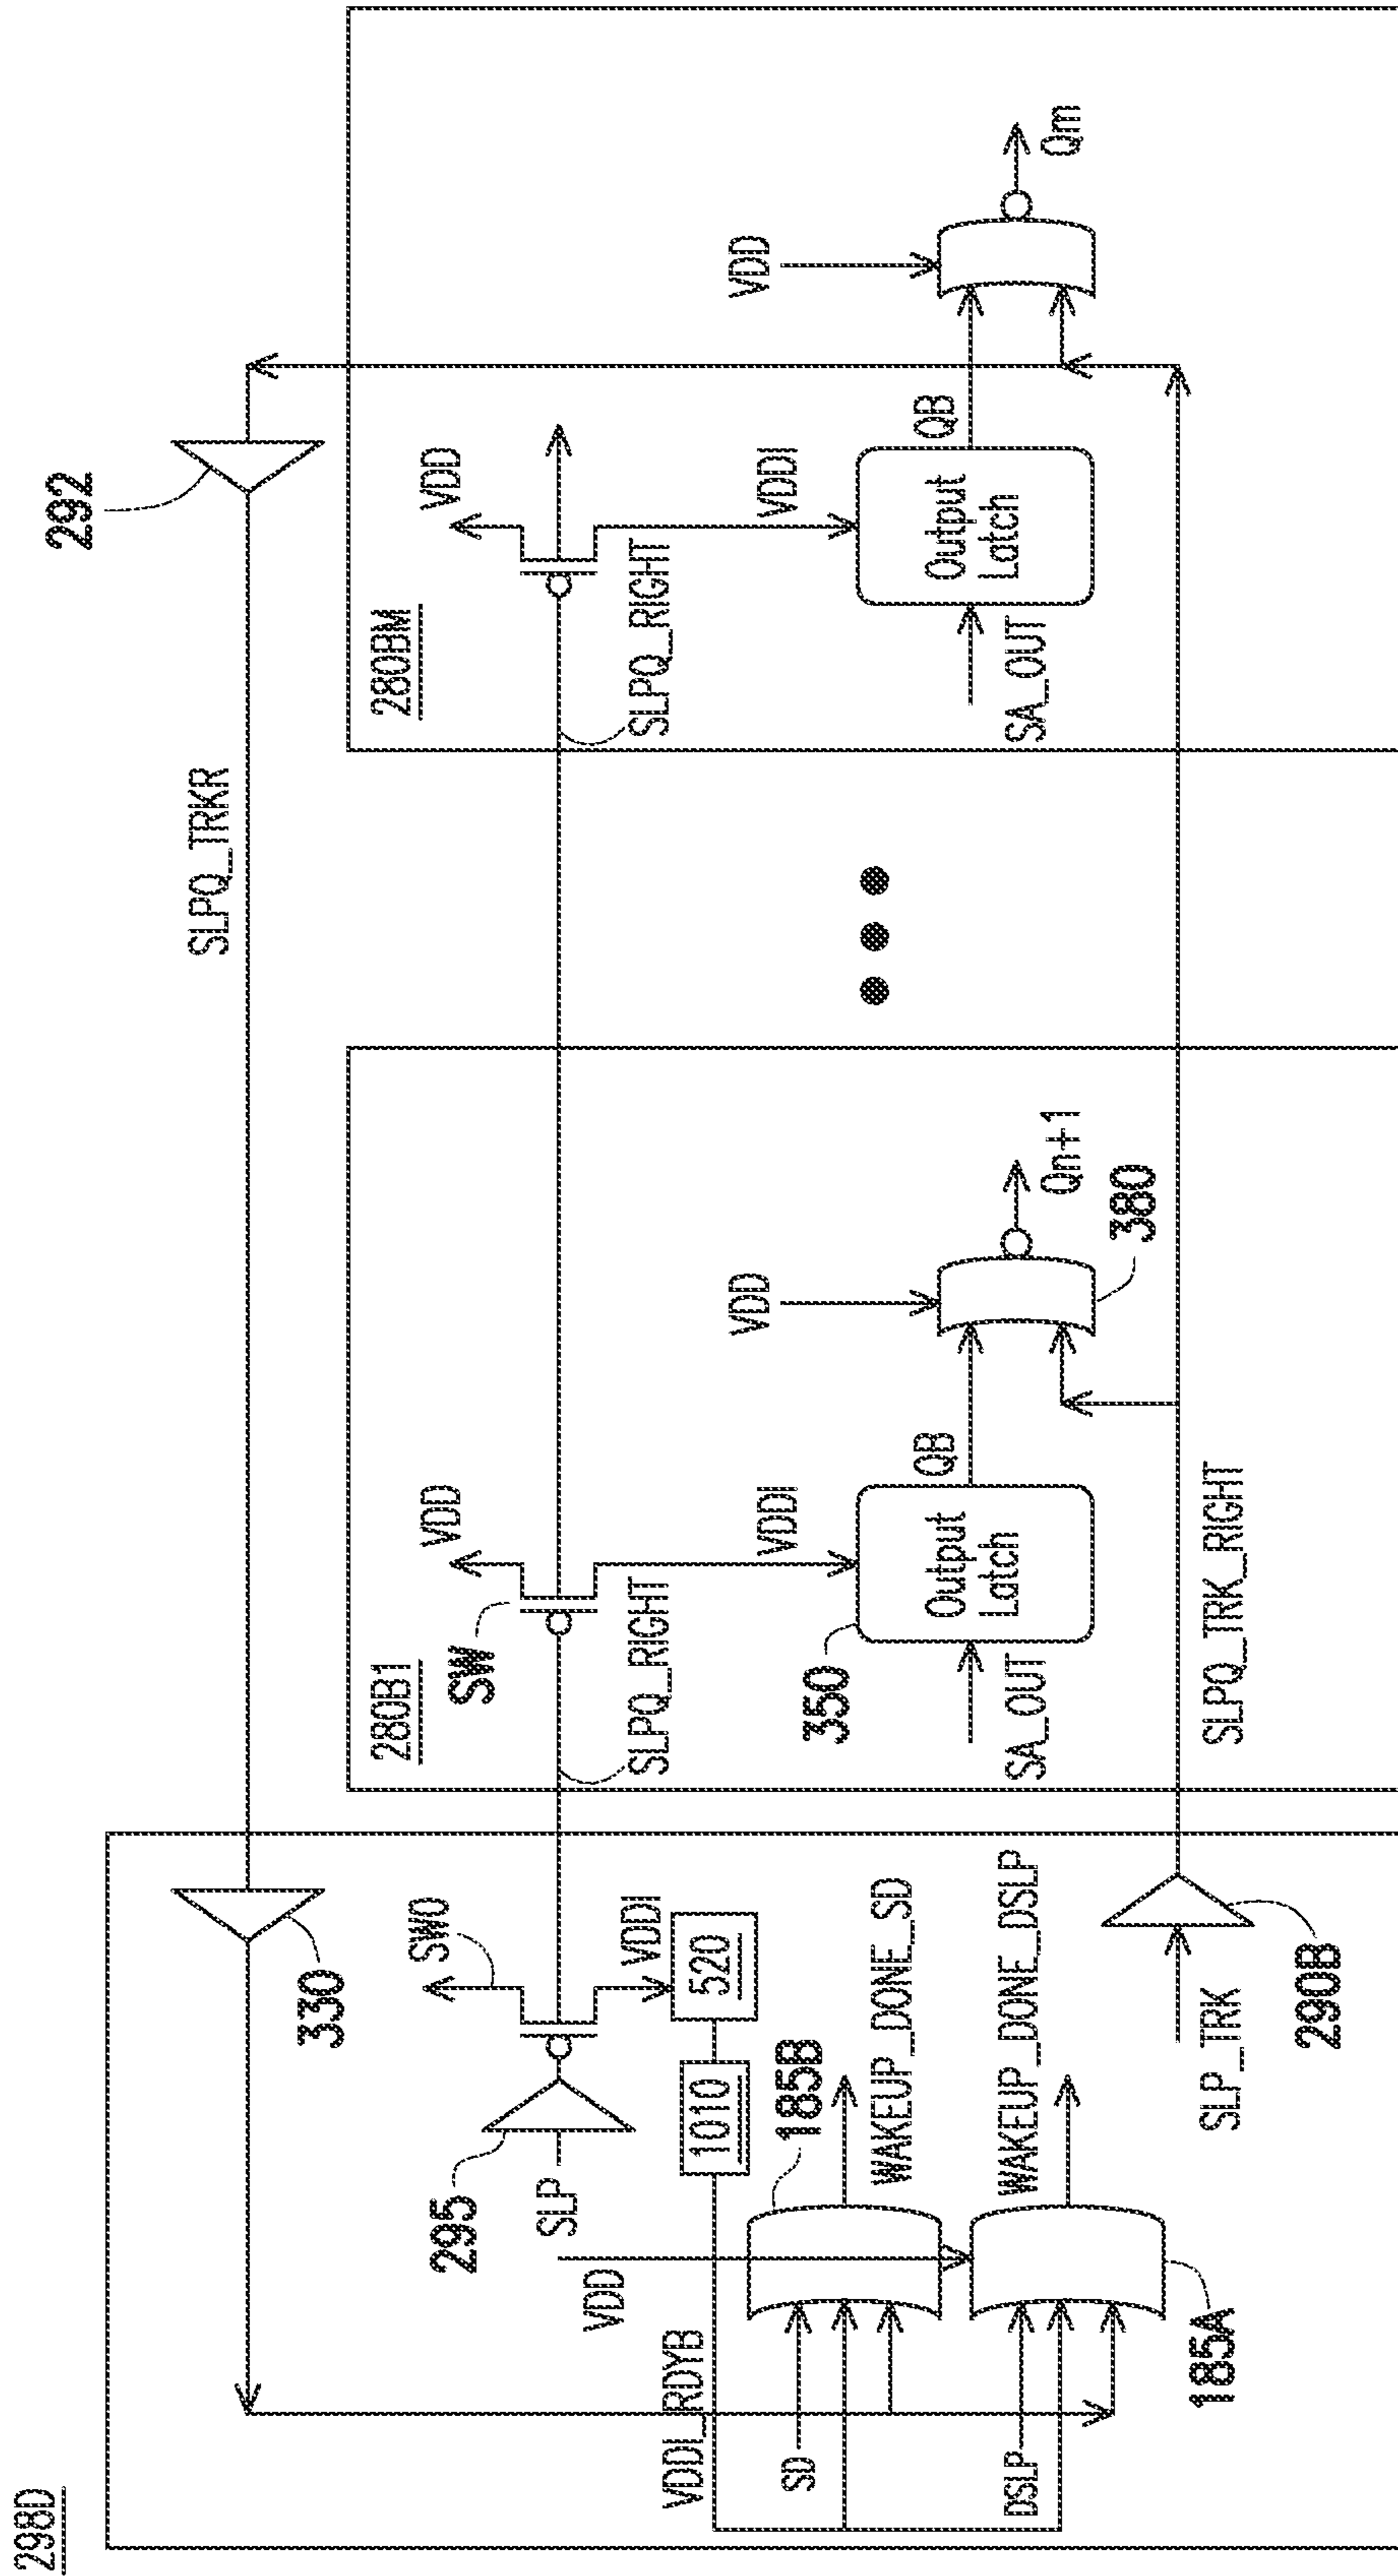 298D
330
SLPQ_TRKR
292
295
SLP
SW0
VDDI
520
1010
VDD
VDDI_RDYB
SD
185B
WAKEUP_DONE_SD
DSLP
WAKEUP_DONE_DSLP
185A
SLP_TRK
290B
280B1
SW
VDD
SLPQ_RIGHT
VDDI
350
Output
Latch
SA_OUT
QB
VDD
Qn+1
380
SLPQ_TRK_RIGHT
280BM
VDD
SLPQ_RIGHT
VDDI
Output
Latch
SA_OUT
QB
VDD
Qm